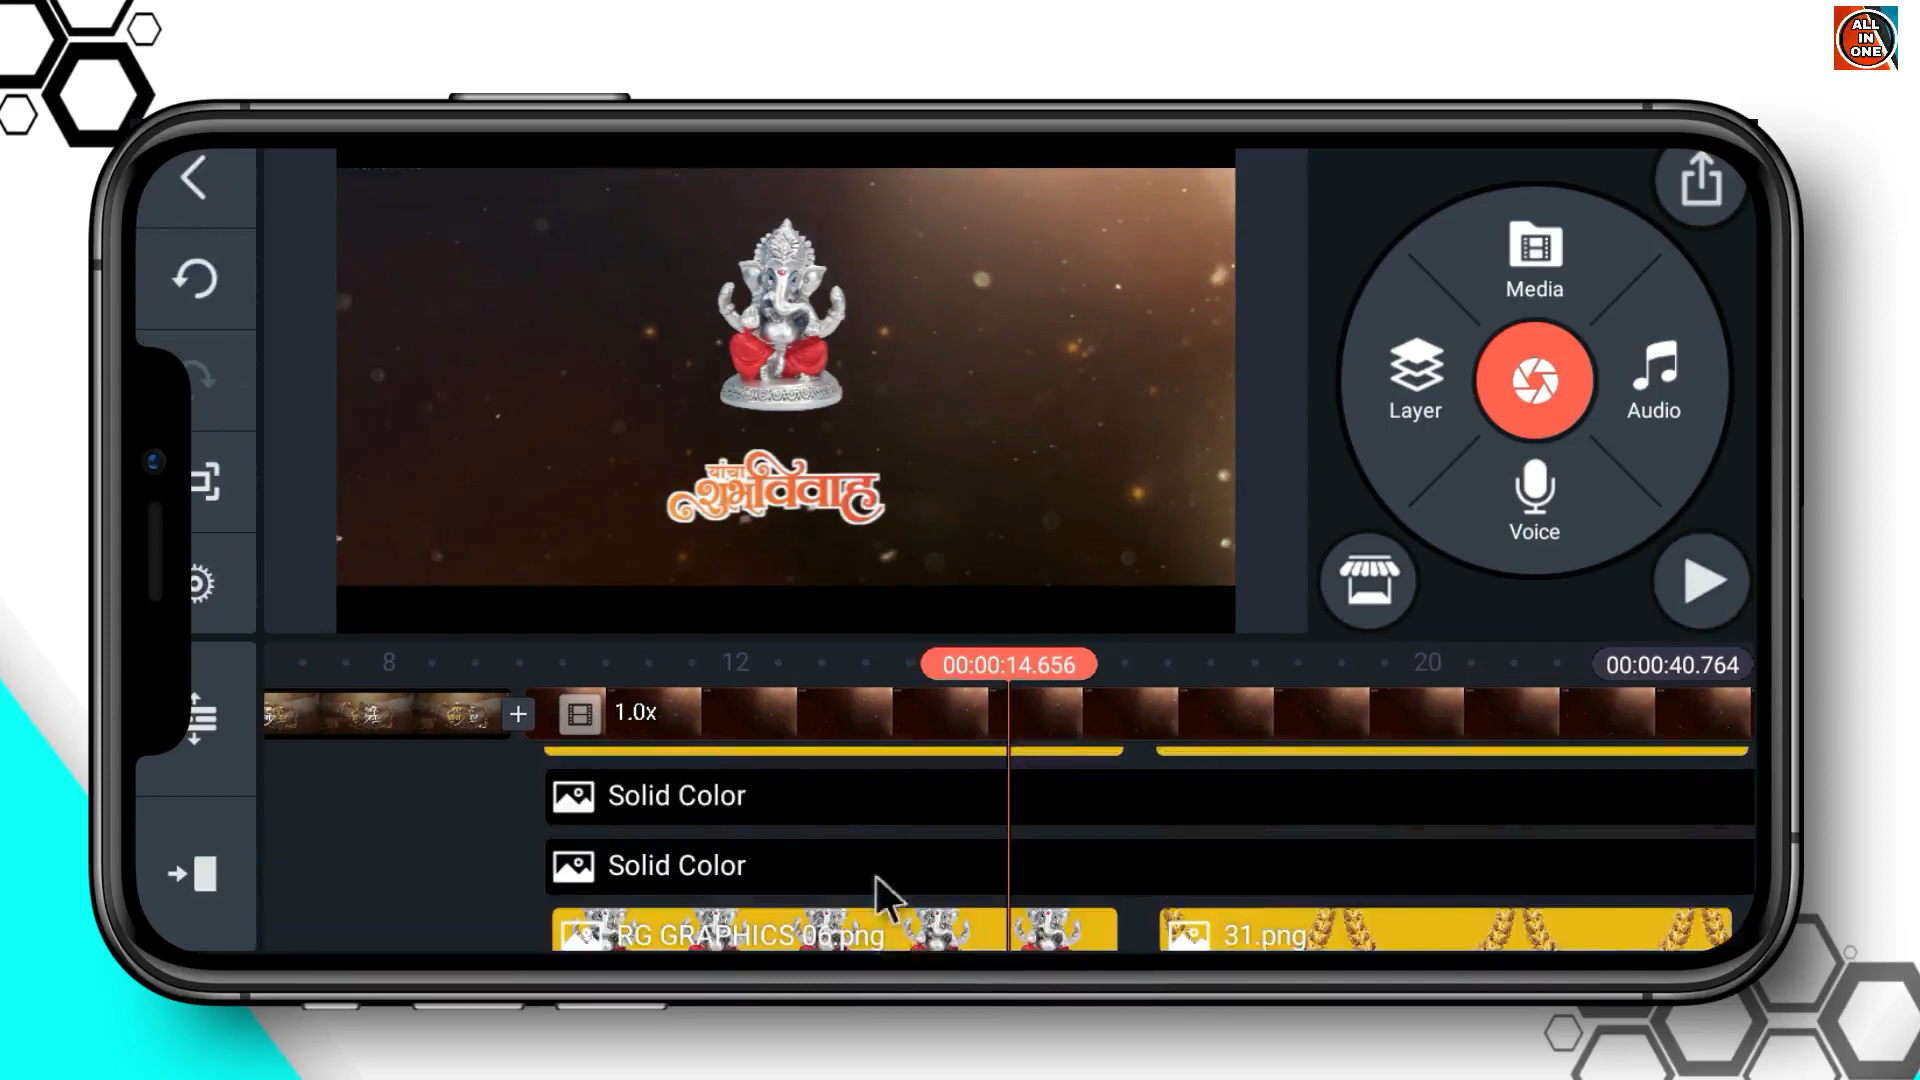 ALL
IN
ONE
Media
Layer
Audio
Voice
यांचा
शुभविवाह
8
12
00:00:14.656
20
00:00:40.764
1.0x
Solid Color
Solid Color
RG GRAPHICS 06.png
31.png